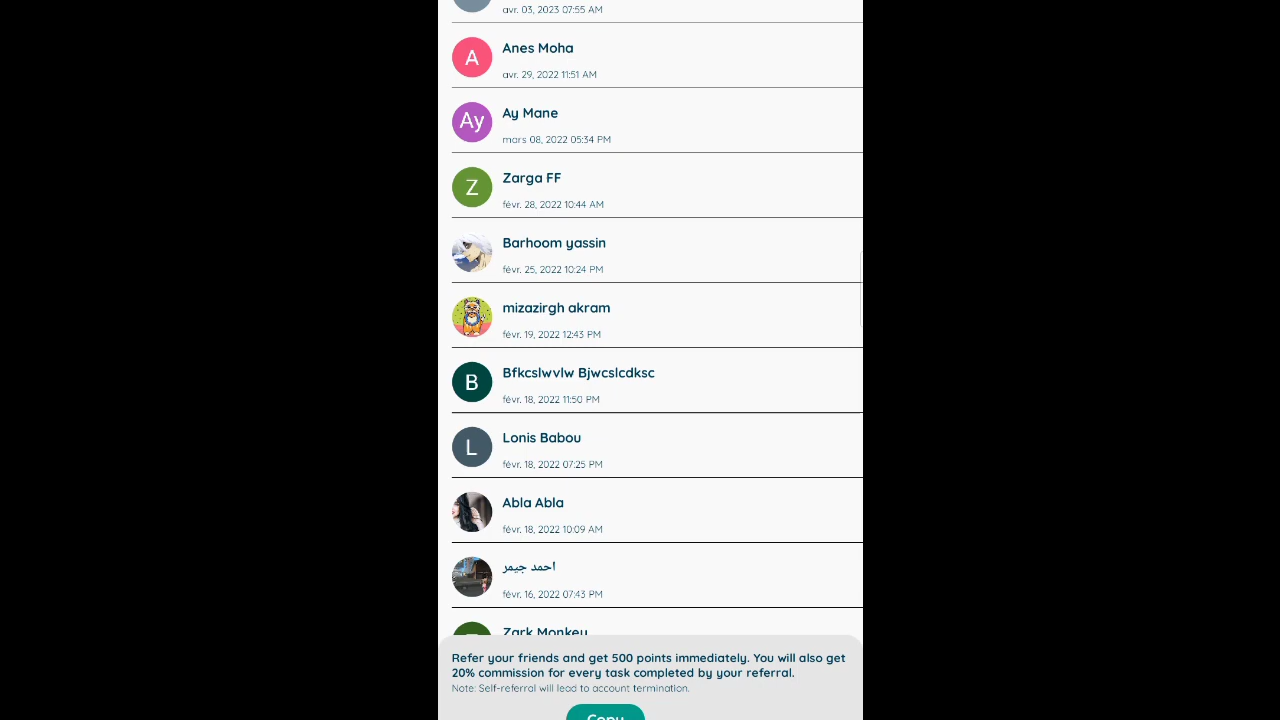 avr. 03, 2023 07:55 AM
A
Anes Moha
avr. 29, 2022 11:51 AM
Ay
Ay Mane
mars 08, 2022 05:34 PM
Z
Zarga FF
févr. 28, 2022 10:44 AM
Barhoom yassin
févr. 25, 2022 10:24 PM
mizazirgh akram
févr. 19, 2022 12:43 PM
B
Bfkcslwvlw Bjwcslcdksc
févr. 18, 2022 11:50 PM
L
Lonis Babou
févr. 18, 2022 07:25 PM
Abla Abla
févr. 18, 2022 10:09 AM
احمد جيمر
févr. 16, 2022 07:43 PM
Zark Monkey
Refer your friends and get 500 points immediately. You will also get
20% commission for every task completed by your referral.
Note: Self-referral will lead to account termination.
Copy